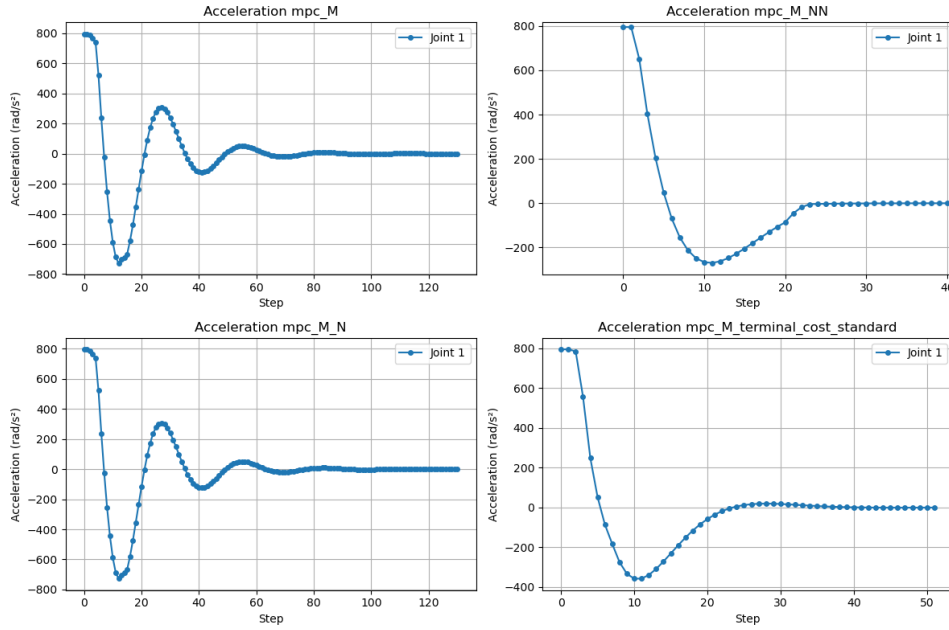 Acceleration mpc_M
Acceleration (rad/s²)
800
600
400
200
0
−200
−400
−600
−800
Joint 1
0 20 40 60 80 100 120
Step
Acceleration mpc_M_NN
Acceleration (rad/s²)
800
600
400
200
0
−200
Joint 1
0 10 20 30 40
Step
Acceleration mpc_M_N
Acceleration (rad/s²)
800
600
400
200
0
−200
−400
−600
−800
Joint 1
0 20 40 60 80 100 120
Step
Acceleration mpc_M_terminal_cost_standard
Acceleration (rad/s²)
800
600
400
200
0
−200
−400
Joint 1
0 10 20 30 40 50
Step